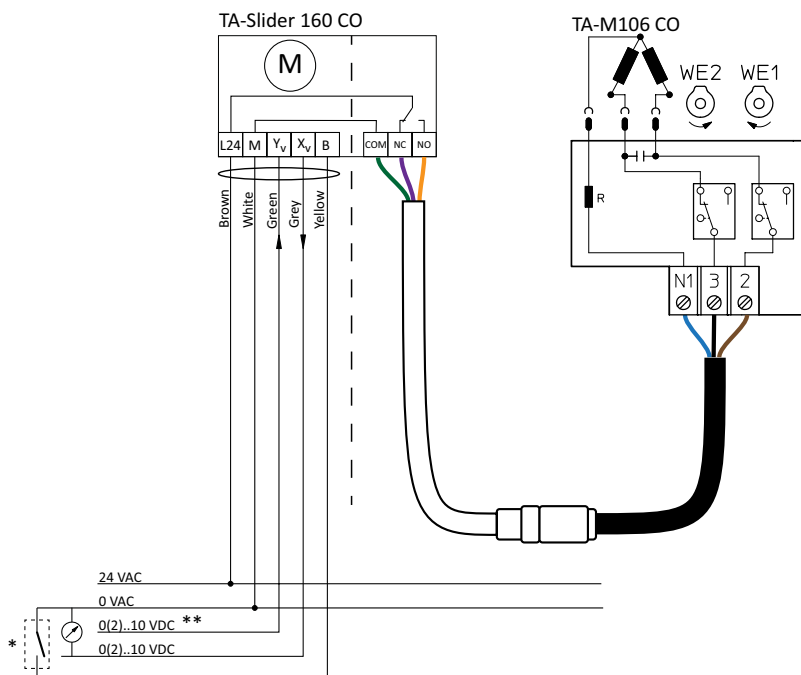 TA-Slider 160 CO
TA-M106 CO
M
WE2 WE1
L24 M Yv Xv B
COM NC NO
R
Brown
White
Green
Grey
Yellow
N1 3 2
24 VAC
0 VAC
0(2)..10 VDC **
*
0(2)..10 VDC